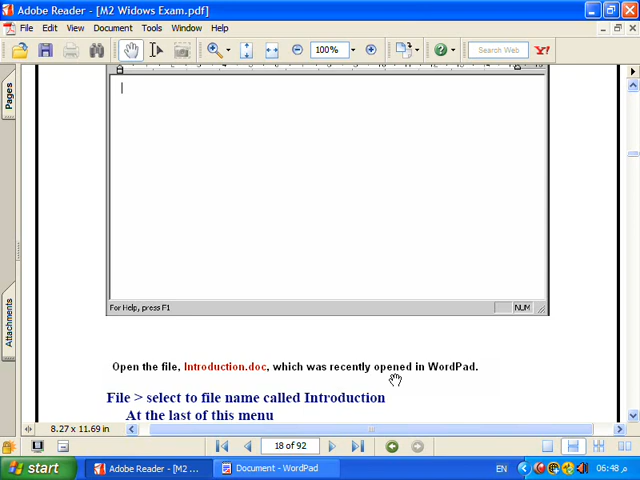 Adobe Reader - [M2 Widows Exam.pdf]
File Edit View Document Tools Window Help
100% Search Web Y!
Pages
For Help, press F1 NUM
Open the file, Introduction.doc, which was recently opened in WordPad.
File > select to file name called Introduction
At the last of this menu
Attachments
8.27 x 11.69 in
18 of 92
start Adobe Reader - [M2 ... Document - WordPad EN 06:48 ص